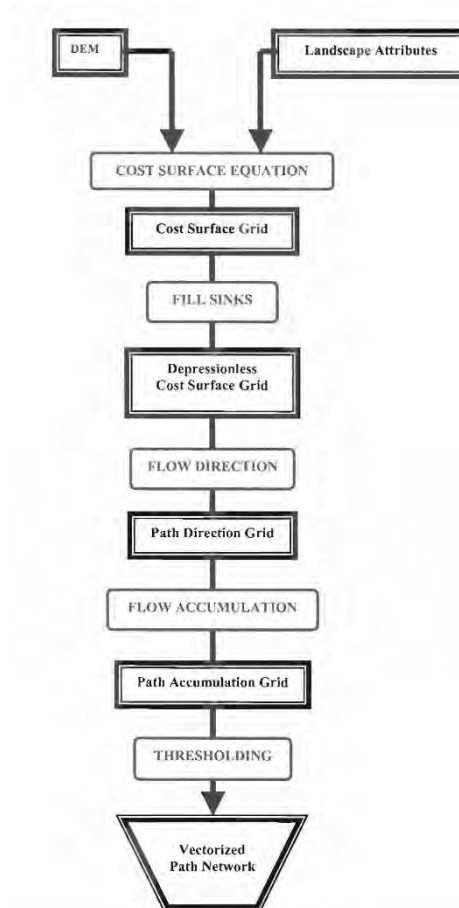 DEM
Landscape Attributes
COST SURFACE EQUATION
Cost Surface Grid
FILL SINKS
Depressionless
Cost Surface Grid
FLOW DIRECTION
Path Direction Grid
FLOW ACCUMULATION
Path Accumulation Grid
THRESHOLDING
Vectorized
Path Network